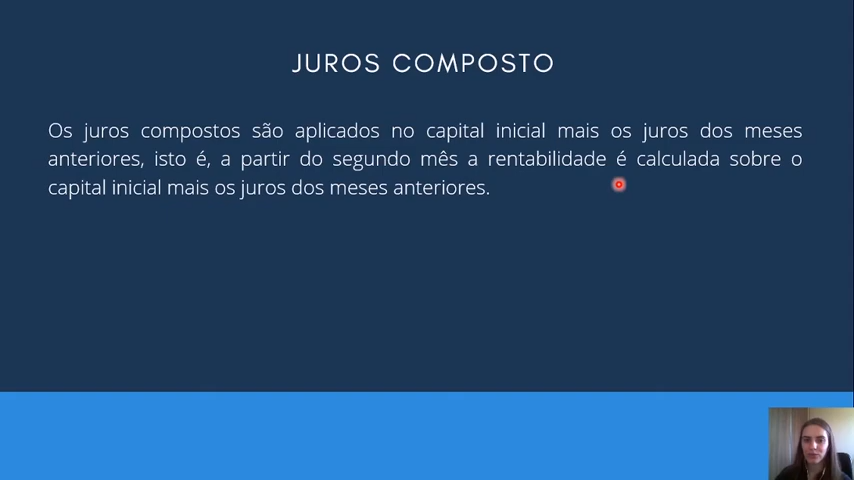 JUROS COMPOSTO
Os juros compostos são aplicados no capital inicial mais os juros dos meses
anteriores, isto é, a partir do segundo mês a rentabilidade é calculada sobre o
capital inicial mais os juros dos meses anteriores.